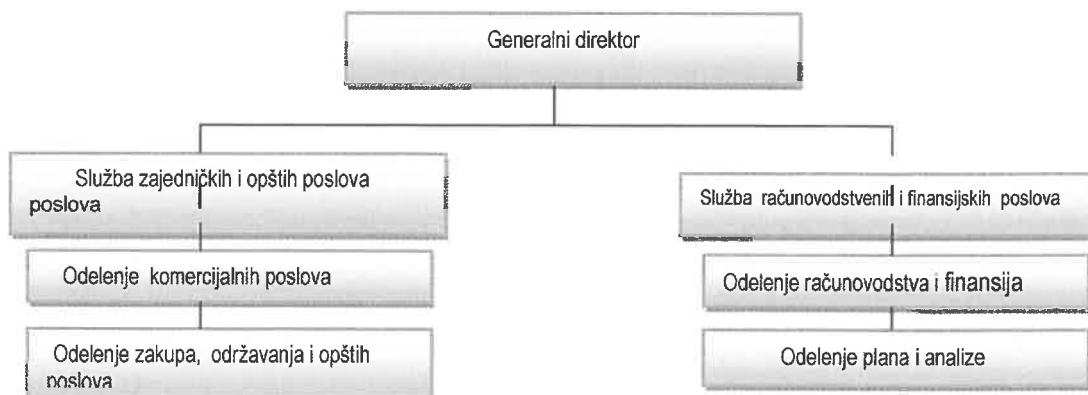 Generalni direktor
Služba zajedničkih i opštih poslova
poslova
Služba računovodstvenih i finansijskih poslova
Odelenje komercijalnih poslova
Odelenje računovodstva i finansija
Odelenje zakupa, održavanja i opštih
poslova
Odelenje plana i analize